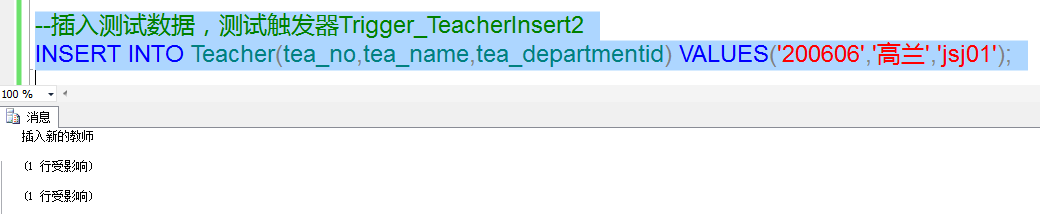 --插入测试数据，测试触发器Trigger_TeacherInsert2
INSERT INTO Teacher(tea_no,tea_name,tea_departmentid) VALUES('200606','高兰','jsj01');
100 %
消息
插入新的教师
(1 行受影响)
(1 行受影响)